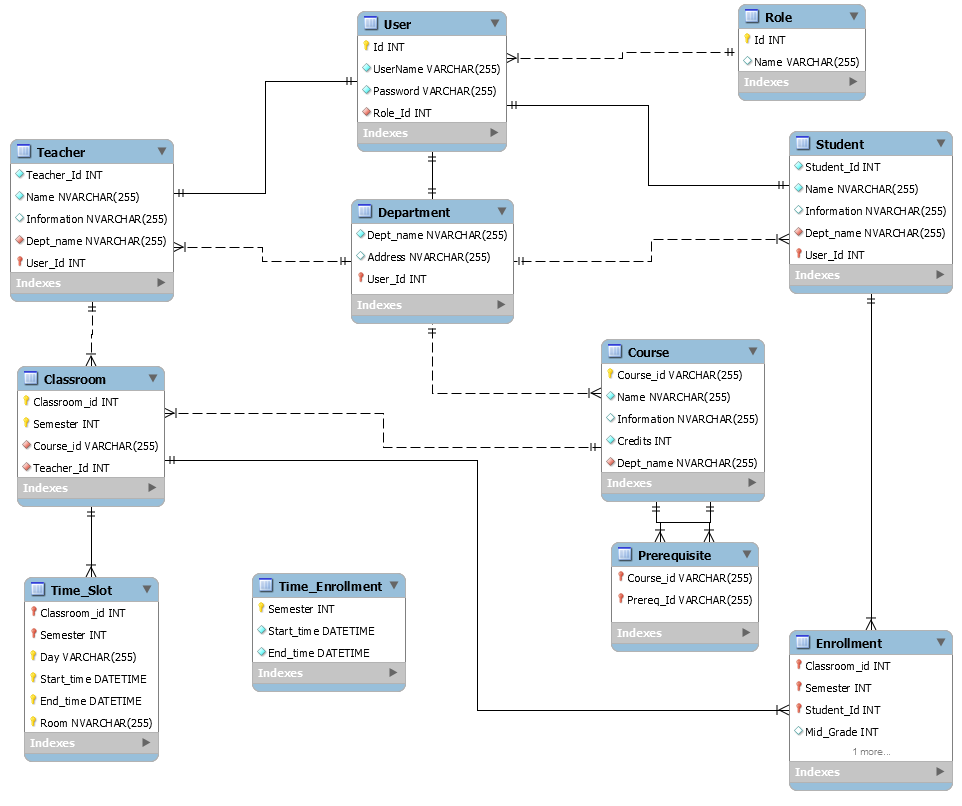 User
Id INT
UserName VARCHAR(255)
Password VARCHAR(255)
Role_Id INT
Indexes
Role
Id INT
Name VARCHAR(255)
Indexes
Teacher
Teacher_Id INT
Name NVARCHAR(255)
Information NVARCHAR(255)
Dept_name NVARCHAR(255)
User_Id INT
Indexes
Department
Dept_name NVARCHAR(255)
Address NVARCHAR(255)
User_Id INT
Indexes
Student
Student_Id INT
Name NVARCHAR(255)
Information NVARCHAR(255)
Dept_name NVARCHAR(255)
User_Id INT
Indexes
Classroom
Classroom_id INT
Semester INT
Course_id VARCHAR(255)
Teacher_Id INT
Indexes
Course
Course_id VARCHAR(255)
Name NVARCHAR(255)
Information NVARCHAR(255)
Credits INT
Dept_name NVARCHAR(255)
Indexes
Time_Slot
Classroom_id INT
Semester INT
Day VARCHAR(255)
Start_time DATETIME
End_time DATETIME
Room NVARCHAR(255)
Indexes
Time_Enrollment
Semester INT
Start_time DATETIME
End_time DATETIME
Indexes
Prerequisite
Course_id VARCHAR(255)
Prereq_Id VARCHAR(255)
Indexes
Enrollment
Classroom_id INT
Semester INT
Student_Id INT
Mid_Grade INT
1 more...
Indexes